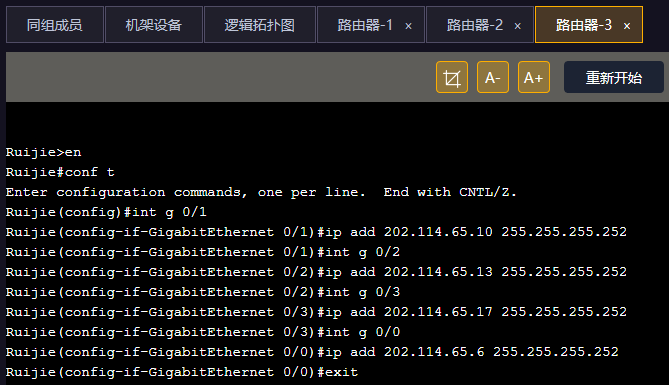 同组成员 机架设备 逻辑拓扑图 路由器-1 × 路由器-2 × 路由器-3 ×
A- A+ 重新开始
Ruijie>en
Ruijie#conf t
Enter configuration commands, one per line.  End with CNTL/Z.
Ruijie(config)#int g 0/1
Ruijie(config-if-GigabitEthernet 0/1)#ip add 202.114.65.10 255.255.255.252
Ruijie(config-if-GigabitEthernet 0/1)#int g 0/2
Ruijie(config-if-GigabitEthernet 0/2)#ip add 202.114.65.13 255.255.255.252
Ruijie(config-if-GigabitEthernet 0/2)#int g 0/3
Ruijie(config-if-GigabitEthernet 0/3)#ip add 202.114.65.17 255.255.255.252
Ruijie(config-if-GigabitEthernet 0/3)#int g 0/0
Ruijie(config-if-GigabitEthernet 0/0)#ip add 202.114.65.6 255.255.255.252
Ruijie(config-if-GigabitEthernet 0/0)#exit